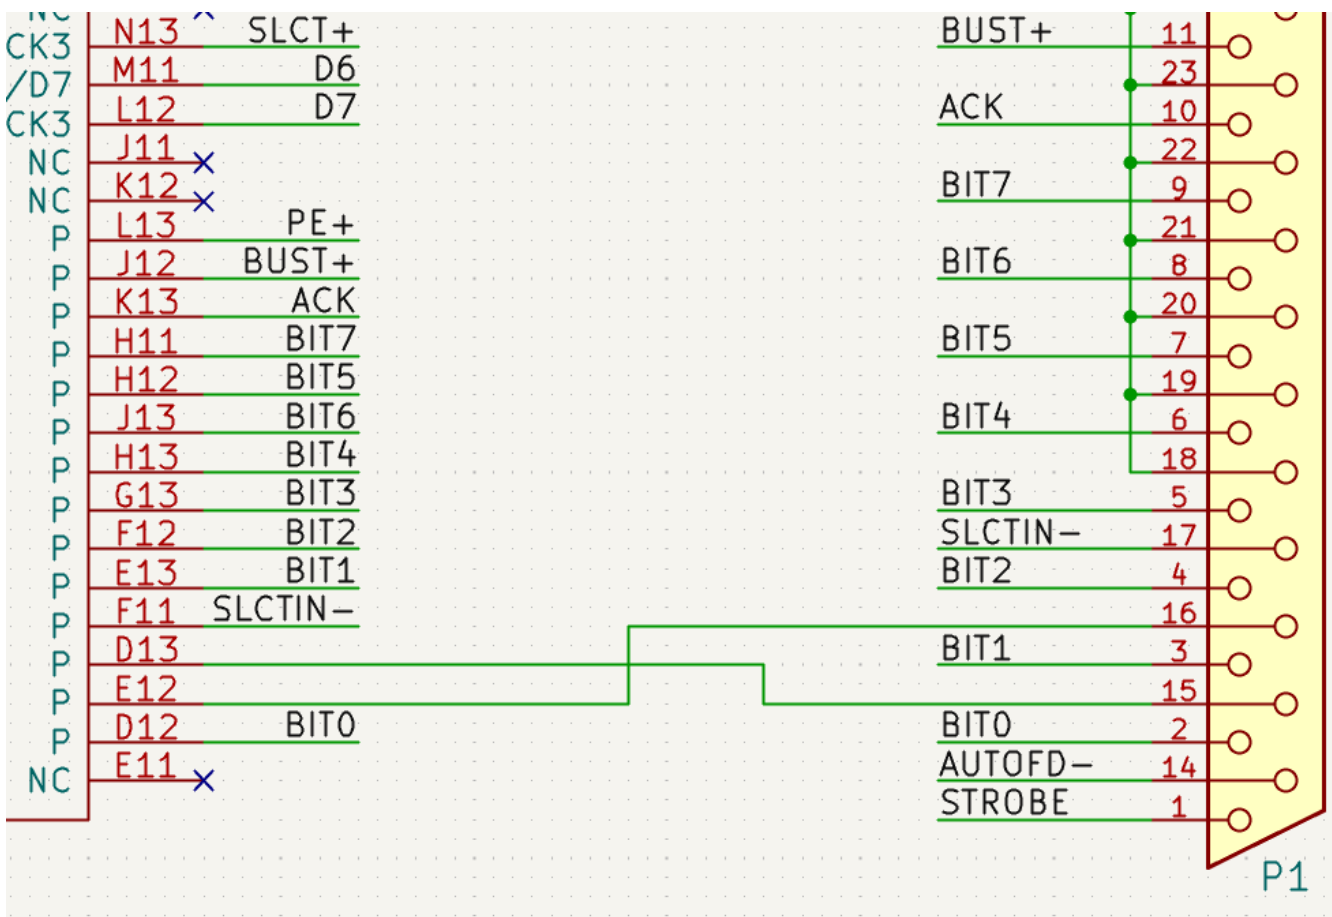 NC
N13 SLCT+
CK3
M11 D6
/D7
L12 D7
CK3
J11
NC
K12
NC
L13 PE+
P
J12 BUST+
P
K13 ACK
P
H11 BIT7
P
H12 BIT5
P
J13 BIT6
P
H13 BIT4
P
G13 BIT3
P
F12 BIT2
P
E13 BIT1
P
F11 SLCTIN-
P
D13
P
E12
P
D12 BIT0
P
E11
NC
BUST+ 11
23
ACK 10
22
BIT7 9
21
BIT6 8
20
BIT5 7
19
BIT4 6
18
BIT3 5
SLCTIN- 17
BIT2 4
16
BIT1 3
15
BIT0 2
AUTOFD- 14
STROBE 1
P1